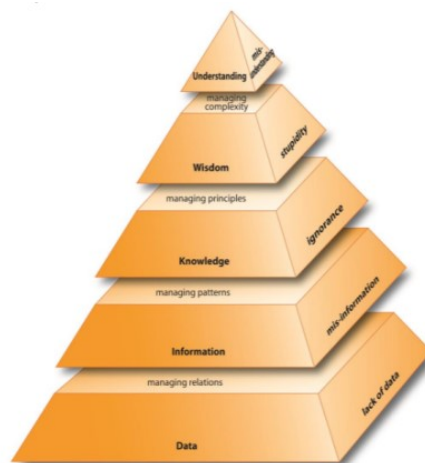 Understanding
mis-
understanding
managing
complexity
Wisdom
stupidity
managing principles
Knowledge
ignorance
managing patterns
Information
mis-information
managing relations
Data
lack of data